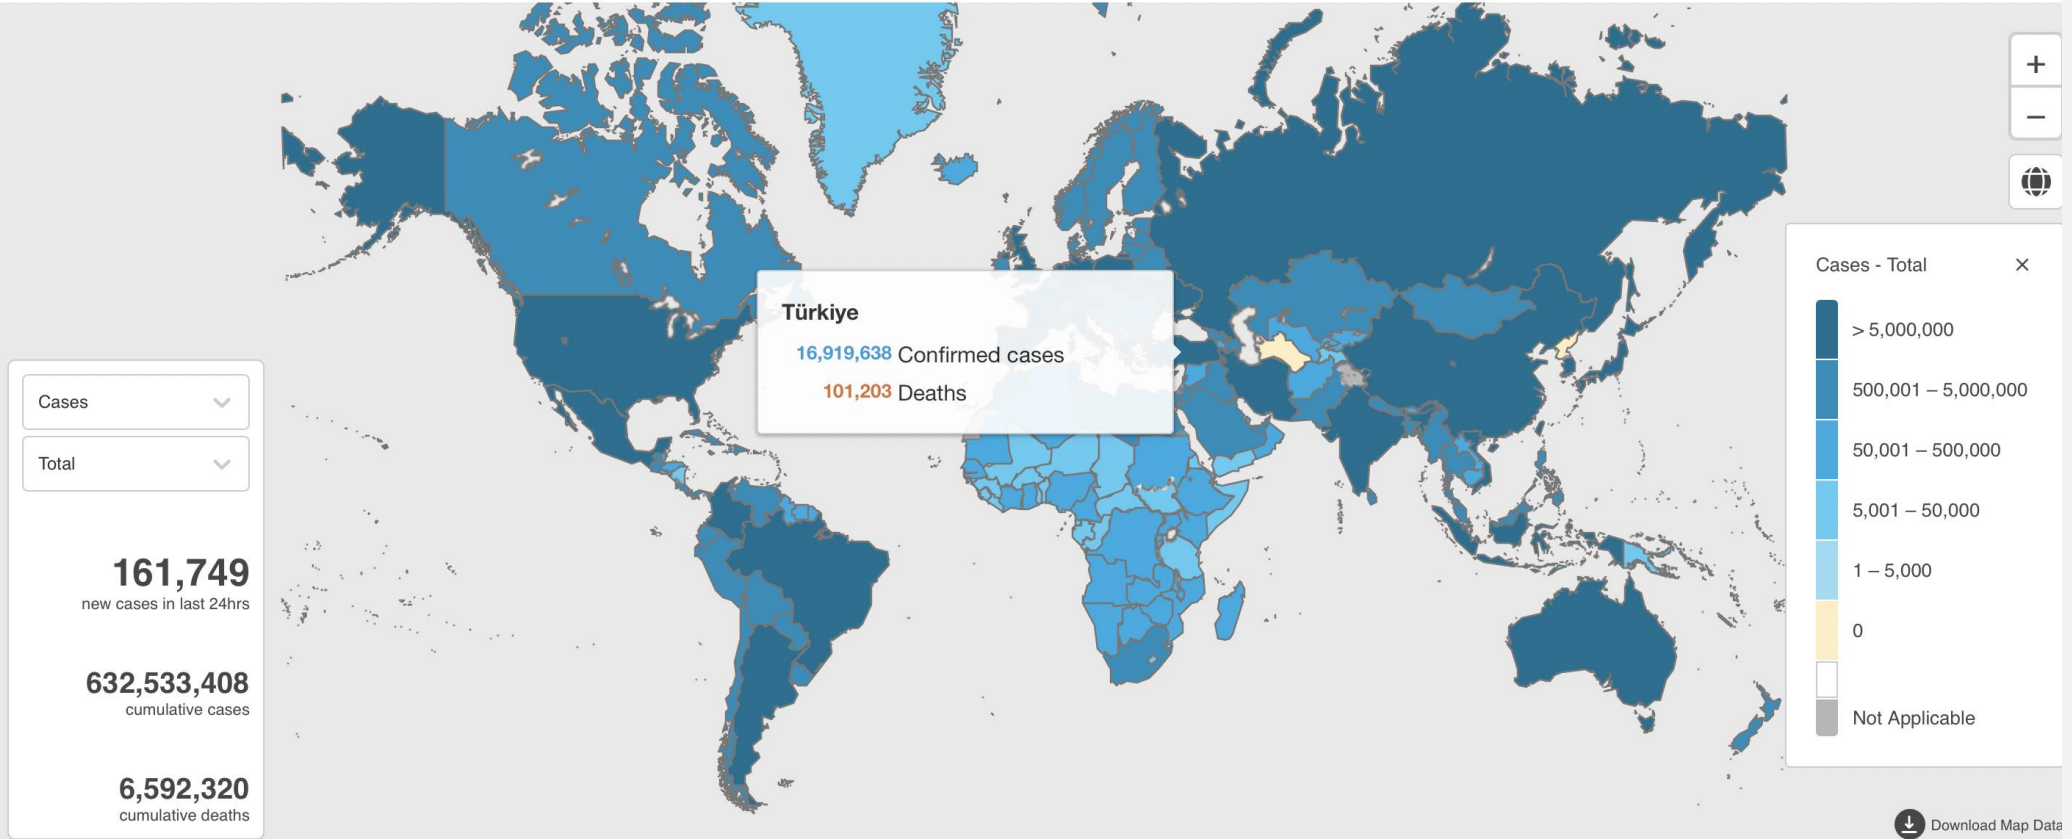 +
−
Türkiye
16,919,638 Confirmed cases
101,203 Deaths
Cases
Total
161,749
new cases in last 24hrs
632,533,408
cumulative cases
6,592,320
cumulative deaths
Cases - Total ×
> 5,000,000
500,001 – 5,000,000
50,001 – 500,000
5,001 – 50,000
1 – 5,000
0
Not Applicable
Download Map Data